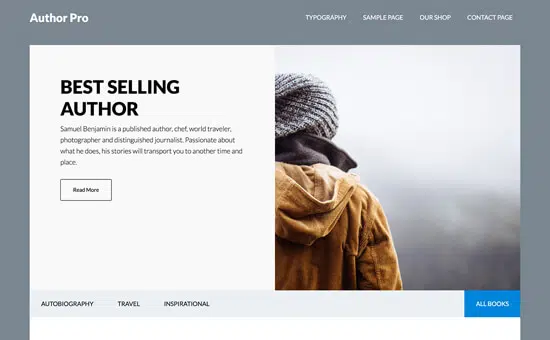 Author Pro
TYPOGRAPHY SAMPLE PAGE OUR SHOP CONTACT PAGE
BEST SELLING
AUTHOR
Samuel Benjamin is a published author, chef, world traveler,
photographer and distinguished journalist. Passionate about
what he does, his stories will transport you to another time and
place.
Read More
AUTOBIOGRAPHY TRAVEL INSPIRATIONAL ALL BOOKS